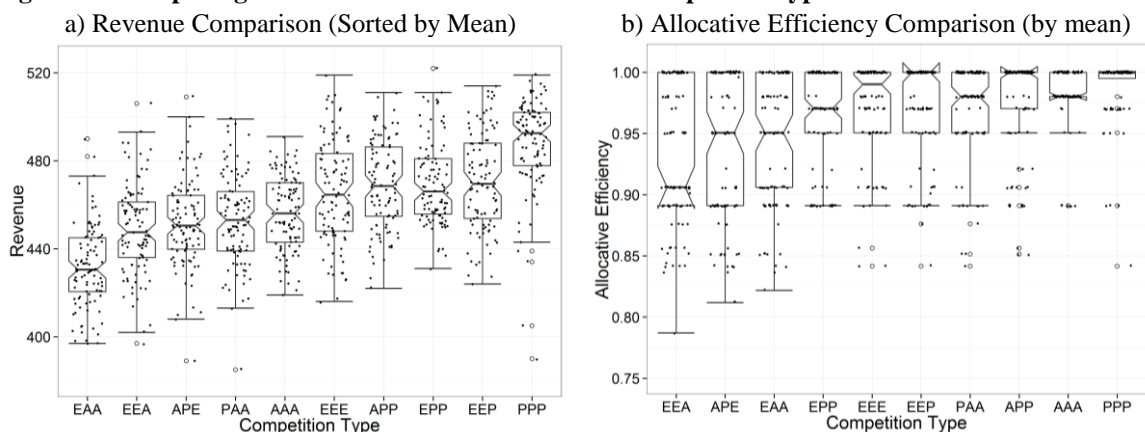 a) Revenue Comparison (Sorted by Mean)
520
480
440
400
Revenue
EAA EEA APE PAA AAA EEE APP EPP EEP PPP
Competition Type
b) Allocative Efficiency Comparison (by mean)
1.00
0.95
0.90
0.85
0.80
0.75
Allocative Efficiency
EEA APE EAA EPP EEE EEP PAA APP AAA PPP
Competition Type